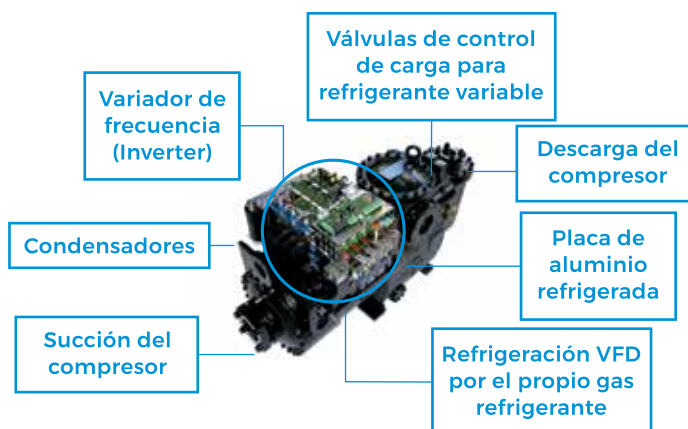 Válvulas de control
de carga para
refrigerante variable
Variador de
frecuencia
(Inverter)
Descarga del
compresor
Condensadores
Placa de
aluminio
refrigerada
Succión del
compresor
Refrigeración VFD
por el propio gas
refrigerante